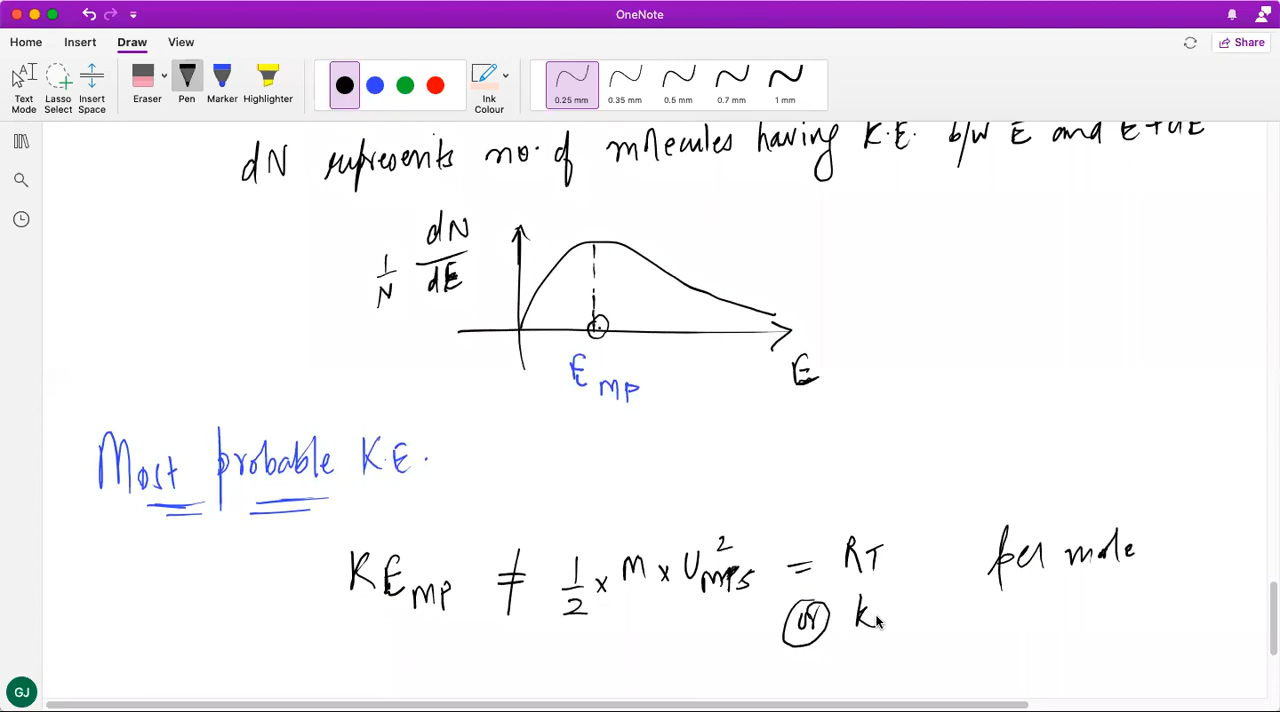 OneNote
Home Insert Draw View
Share
Text Mode
Lasso Select
Insert Space
Eraser
Pen
Marker
Highlighter
Ink Colour
0.25 mm
0.35 mm
0.5 mm
0.7 mm
1 mm
dN represents no. of molecules having K.E. b/w E and E+dE
1/N dN/dE
E MP
E
Most probable K.E.
KE MP ≠ 1/2 × M × U²mps = RT per mole
or k
GJ